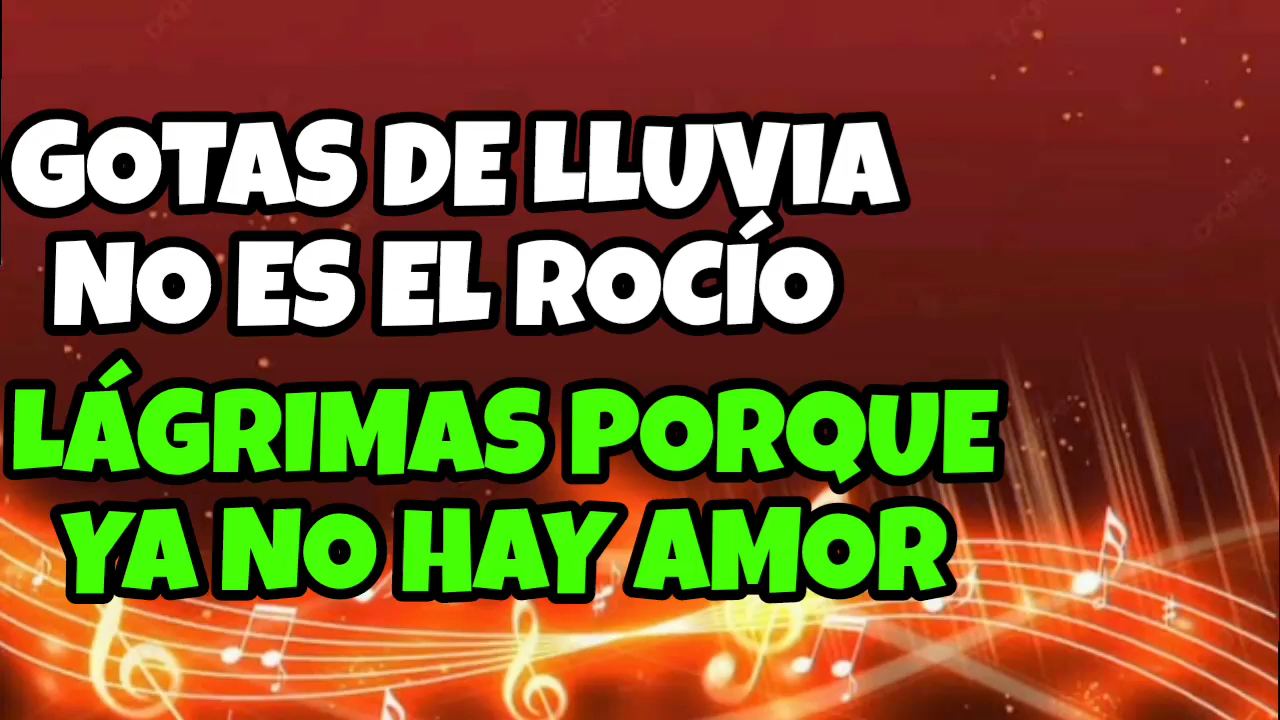 GOTAS DE LLUVIA
NO ES EL ROCÍO
LÁGRIMAS PORQUE
YA NO HAY AMOR